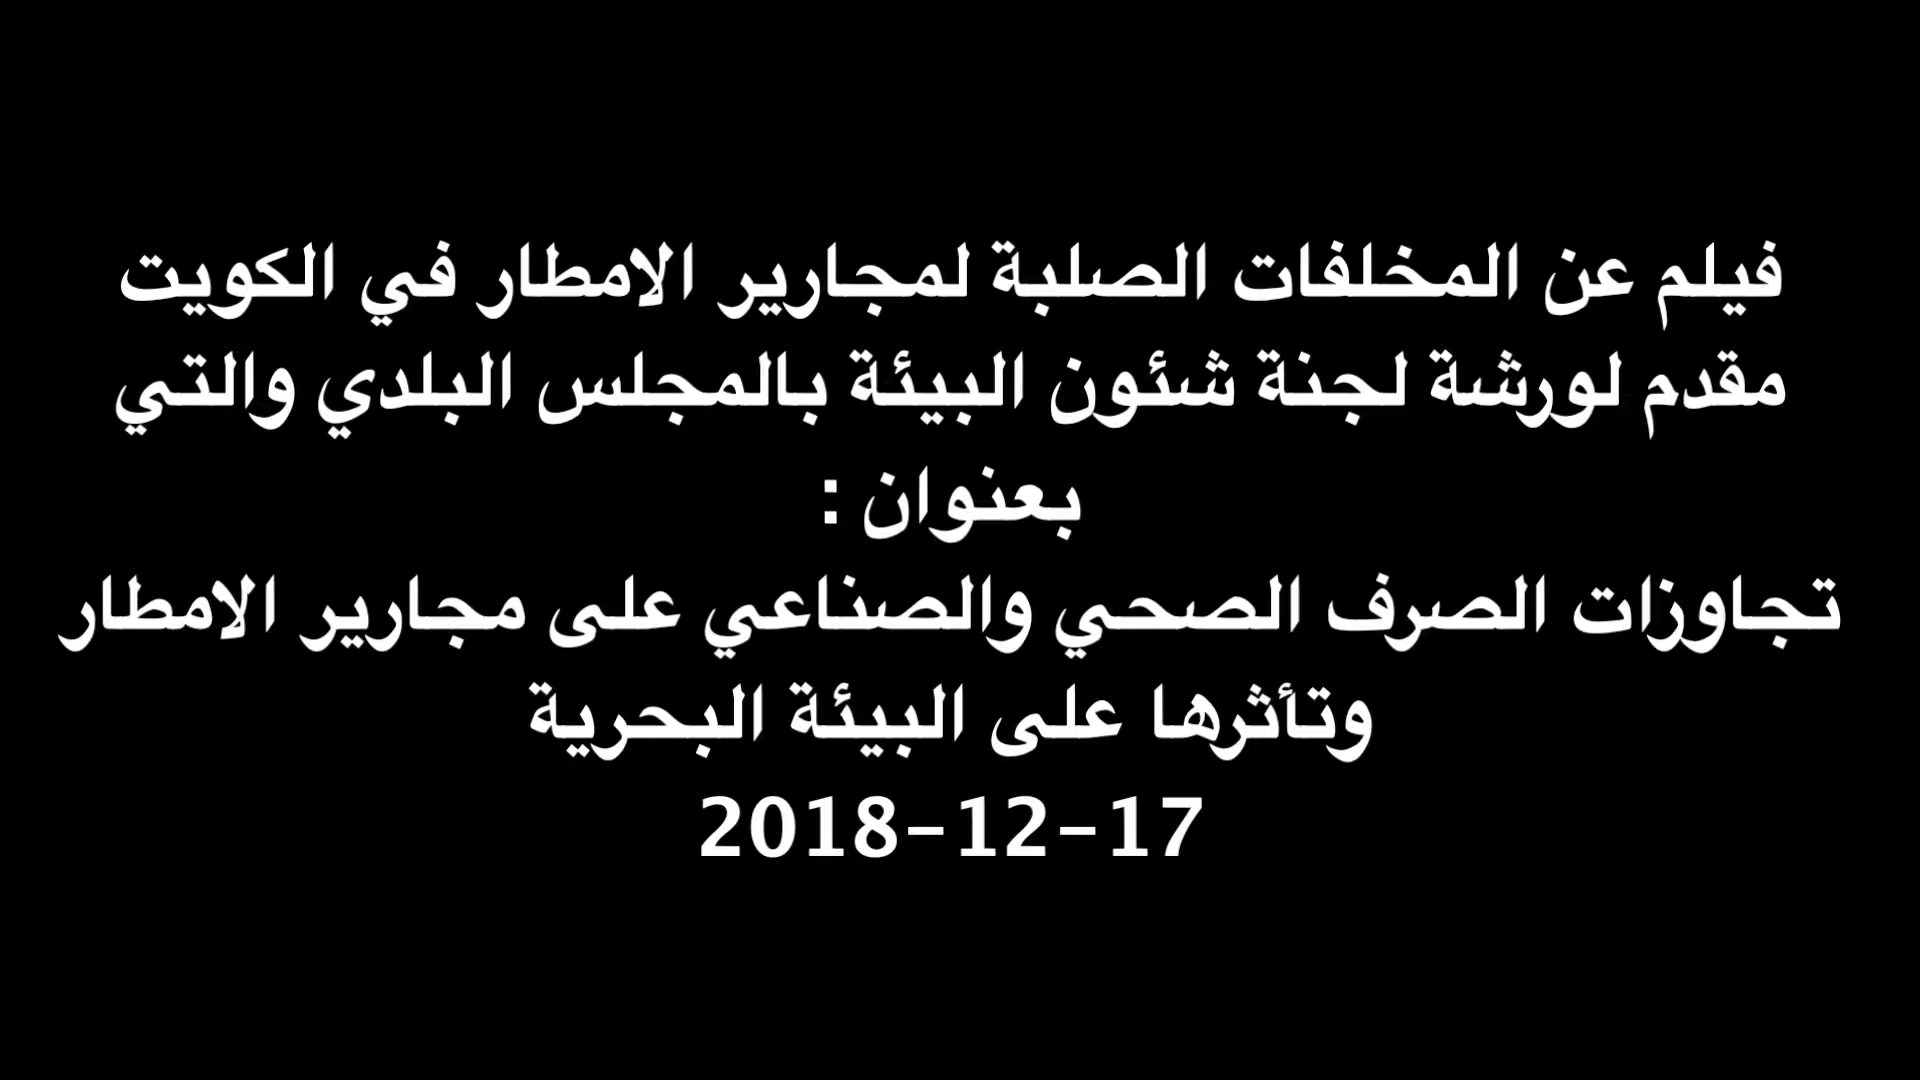 فيلم عن المخلفات الصلبة لمجارير الامطار في الكويت
مقدم لورشة لجنة شئون البيئة بالمجلس البلدي والتي
بعنوان :
تجاوزات الصرف الصحي والصناعي على مجارير الامطار
وتأثرها على البيئة البحرية
2018-12-17